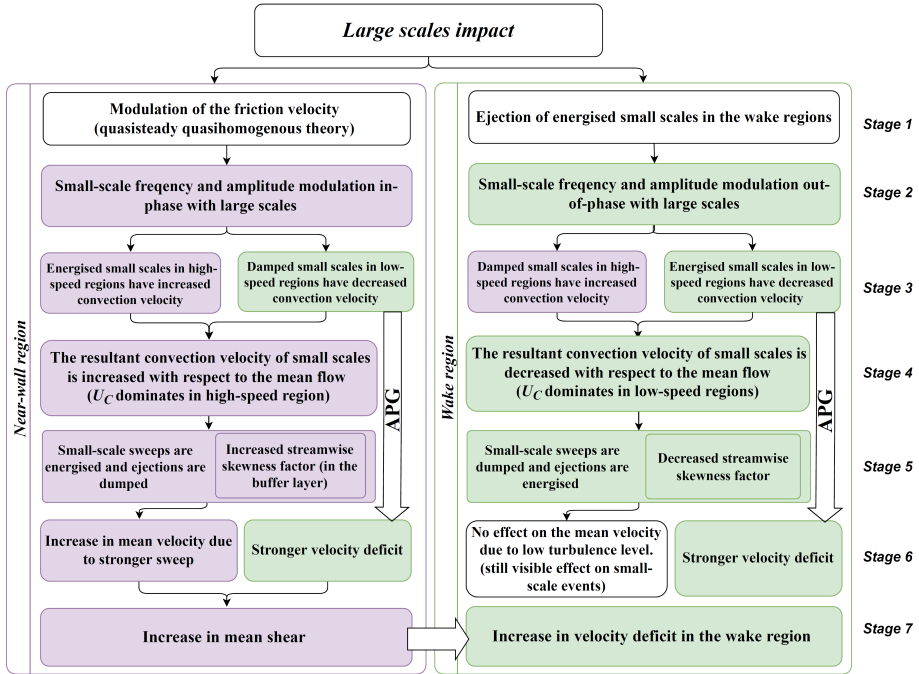 Large scales impact
Near-wall region
Modulation of the friction velocity
(quasisteady quasihomogenous theory)
Small-scale freqency and amplitude modulation in-
phase with large scales
Energised small scales in high-
speed regions have increased
convection velocity
Damped small scales in low-
speed regions have decreased
convection velocity
The resultant convection velocity of small scales
is increased with respect to the mean flow
(UC dominates in high-speed region)
APG
Small-scale sweeps are
energised and ejections are
dumped
Increased streamwise
skewness factor (in the
buffer layer)
Increase in mean velocity due
to stronger sweep
Stronger velocity deficit
Increase in mean shear
Wake region
Ejection of energised small scales in the wake regions
Small-scale freqency and amplitude modulation out-
of-phase with large scales
Damped small scales in high-
speed regions have increased
convection velocity
Energised small scales in low-
speed regions have decreased
convection velocity
The resultant convection velocity of small scales is
decreased with respect to the mean flow
(UC dominates in low-speed regions)
APG
Small-scale sweeps are
dumped and ejections are
energised
Decreased streamwise
skewness factor
No effect on the mean velocity
due to low turbulence level.
(still visible effect on small-
scale events)
Stronger velocity deficit
Increase in velocity deficit in the wake region
Stage 1
Stage 2
Stage 3
Stage 4
Stage 5
Stage 6
Stage 7